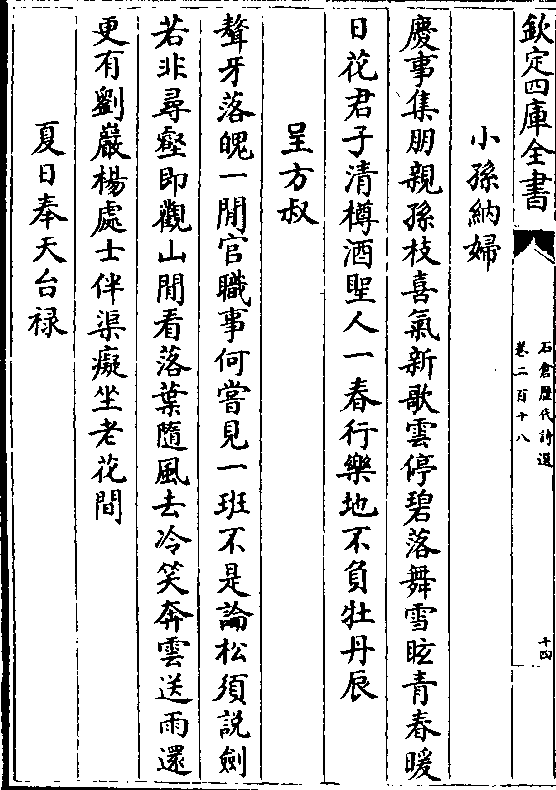 欽定四庫全書
石倉歷代詩選
卷二百十八
十四
小孫納婦
慶事集朋親孫枝喜氣新歌雲停碧落舞雪眩青春暖
日花君子清樽酒聖人一春行樂地不負牡丹辰
呈方叔
聱牙落魄一閒官職事何嘗見一班不是論松須說劍
若非尋壑即觀山閒看落葉隨風去冷笑奔雲送雨還
更有劉巖楊處士伴渠癡坐老花間
夏日奉天台祿